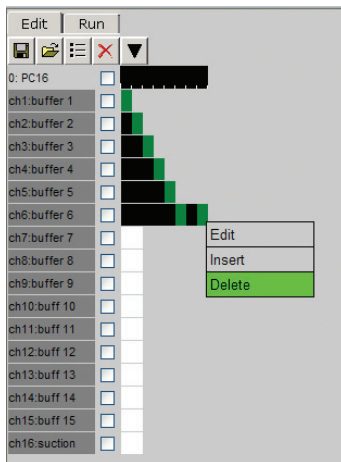 Edit Run
0: PC16
ch1:buffer 1
ch2:buffer 2
ch3:buffer 3
ch4:buffer 4
ch5:buffer 5
ch6:buffer 6
Edit
ch7:buffer 7
Insert
ch8:buffer 8
Delete
ch9:buffer 9
ch10:buff 10
ch11:buff 11
ch12:buff 12
ch13:buff 13
ch14:buff 14
ch15:buff 15
ch16:suction